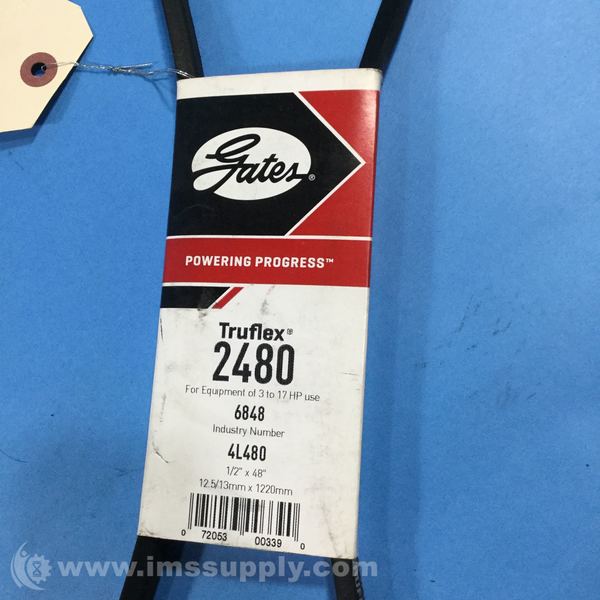 Gates®
POWERING PROGRESS™
Truflex®
2480
For Equipment of 3 to 17 HP use
6848
Industry Number
4L480
1/2" x 48"
12.5/13mm x 1220mm
0 72053 00339 0
www.imssupply.com